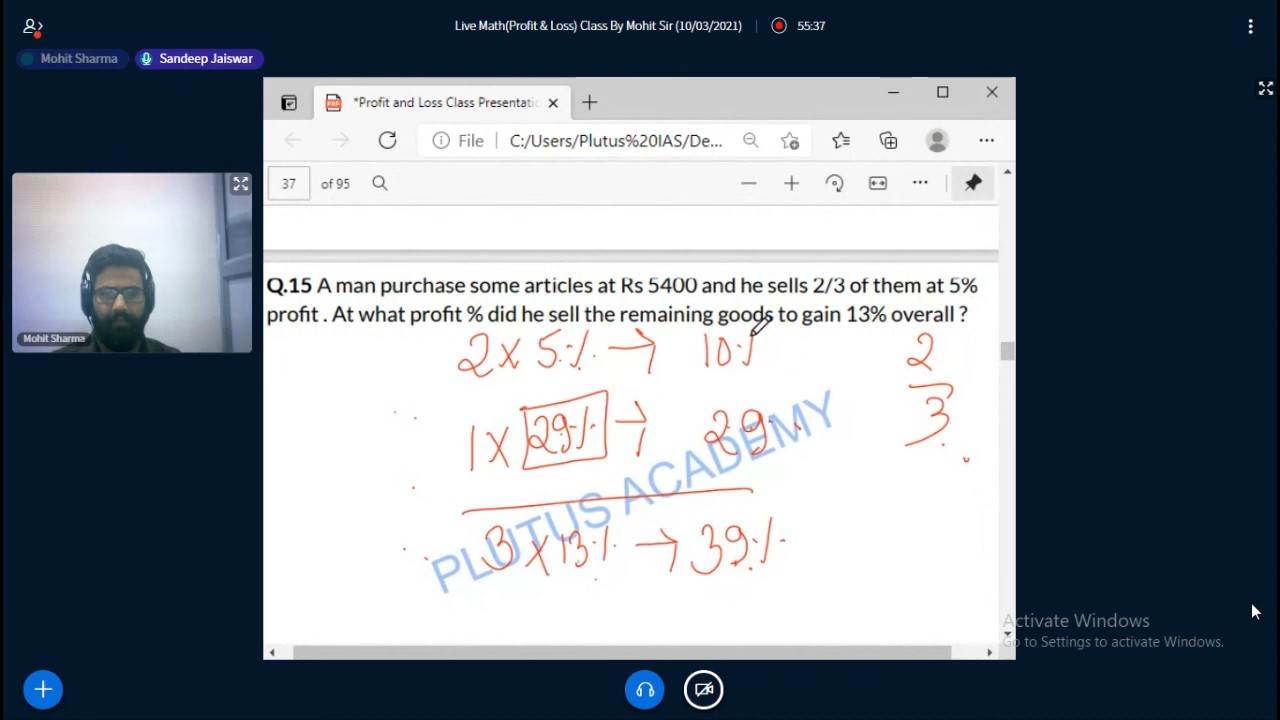 Live Math(Profit & Loss) Class By Mohit Sir (10/03/2021)
55:37
Mohit Sharma
Sandeep Jaiswar
*Profit and Loss Class Presentatic
File
C:/Users/Plutus%20IAS/De...
37
of 95
Mohit Sharma
Q.15 A man purchase some articles at Rs 5400 and he sells 2/3 of them at 5%
profit . At what profit % did he sell the remaining goods to gain 13% overall ?
2 × 5% → 10%
2
3
1 × 29% → 29%
3 × 13% → 39%
PLUTUS ACADEMY
Activate Windows
Go to Settings to activate Windows.